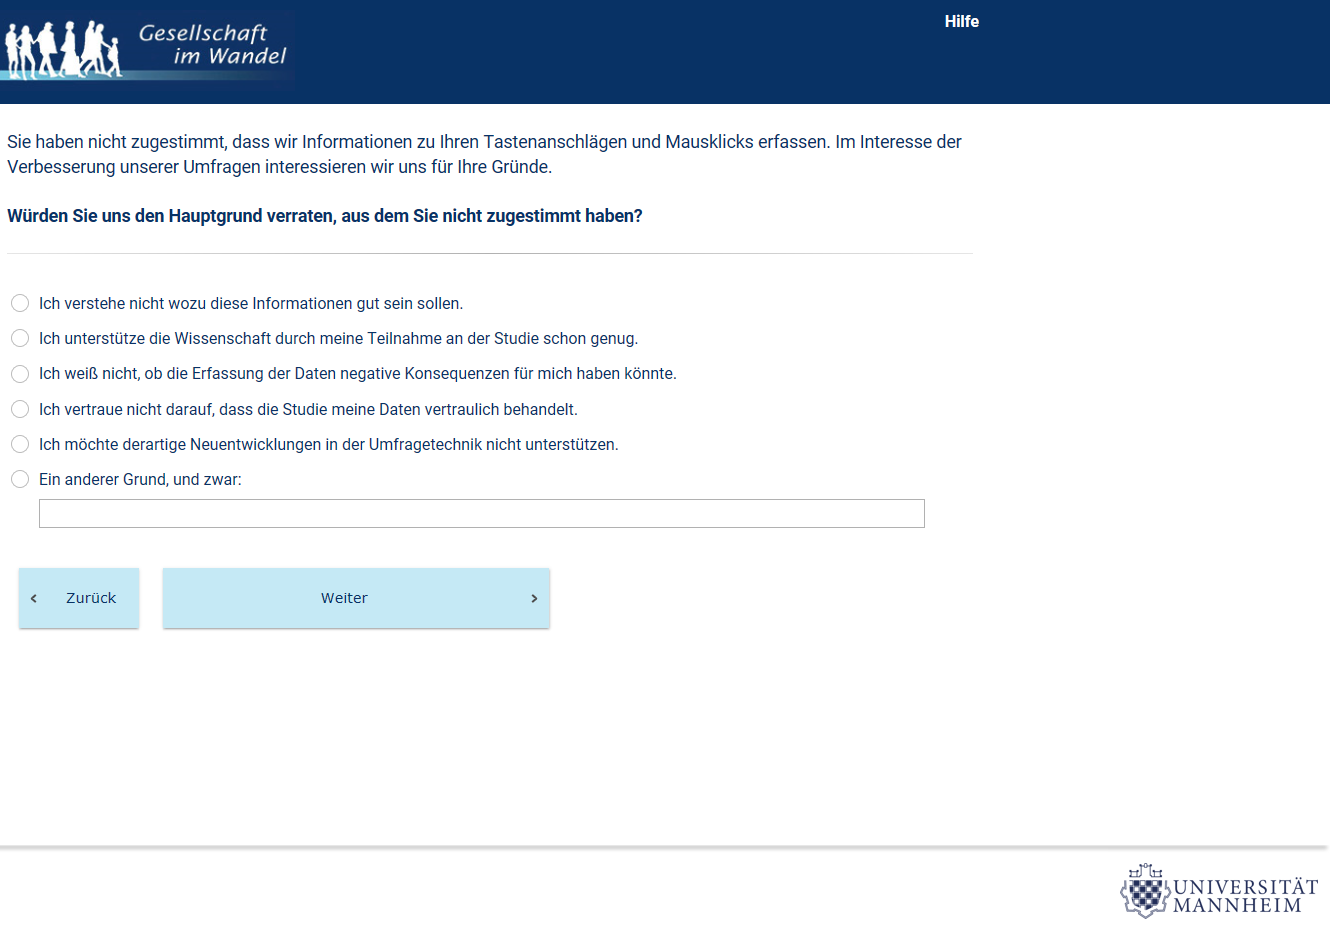 Gesellschaft
im Wandel
Hilfe
Sie haben nicht zugestimmt, dass wir Informationen zu Ihren Tastenanschlägen und Mausklicks erfassen. Im Interesse der
Verbesserung unserer Umfragen interessieren wir uns für Ihre Gründe.
Würden Sie uns den Hauptgrund verraten, aus dem Sie nicht zugestimmt haben?
Ich verstehe nicht wozu diese Informationen gut sein sollen.
Ich unterstütze die Wissenschaft durch meine Teilnahme an der Studie schon genug.
Ich weiß nicht, ob die Erfassung der Daten negative Konsequenzen für mich haben könnte.
Ich vertraue nicht darauf, dass die Studie meine Daten vertraulich behandelt.
Ich möchte derartige Neuentwicklungen in der Umfragetechnik nicht unterstützen.
Ein anderer Grund, und zwar:
‹ Zurück
Weiter ›
UNIVERSITÄT
MANNHEIM